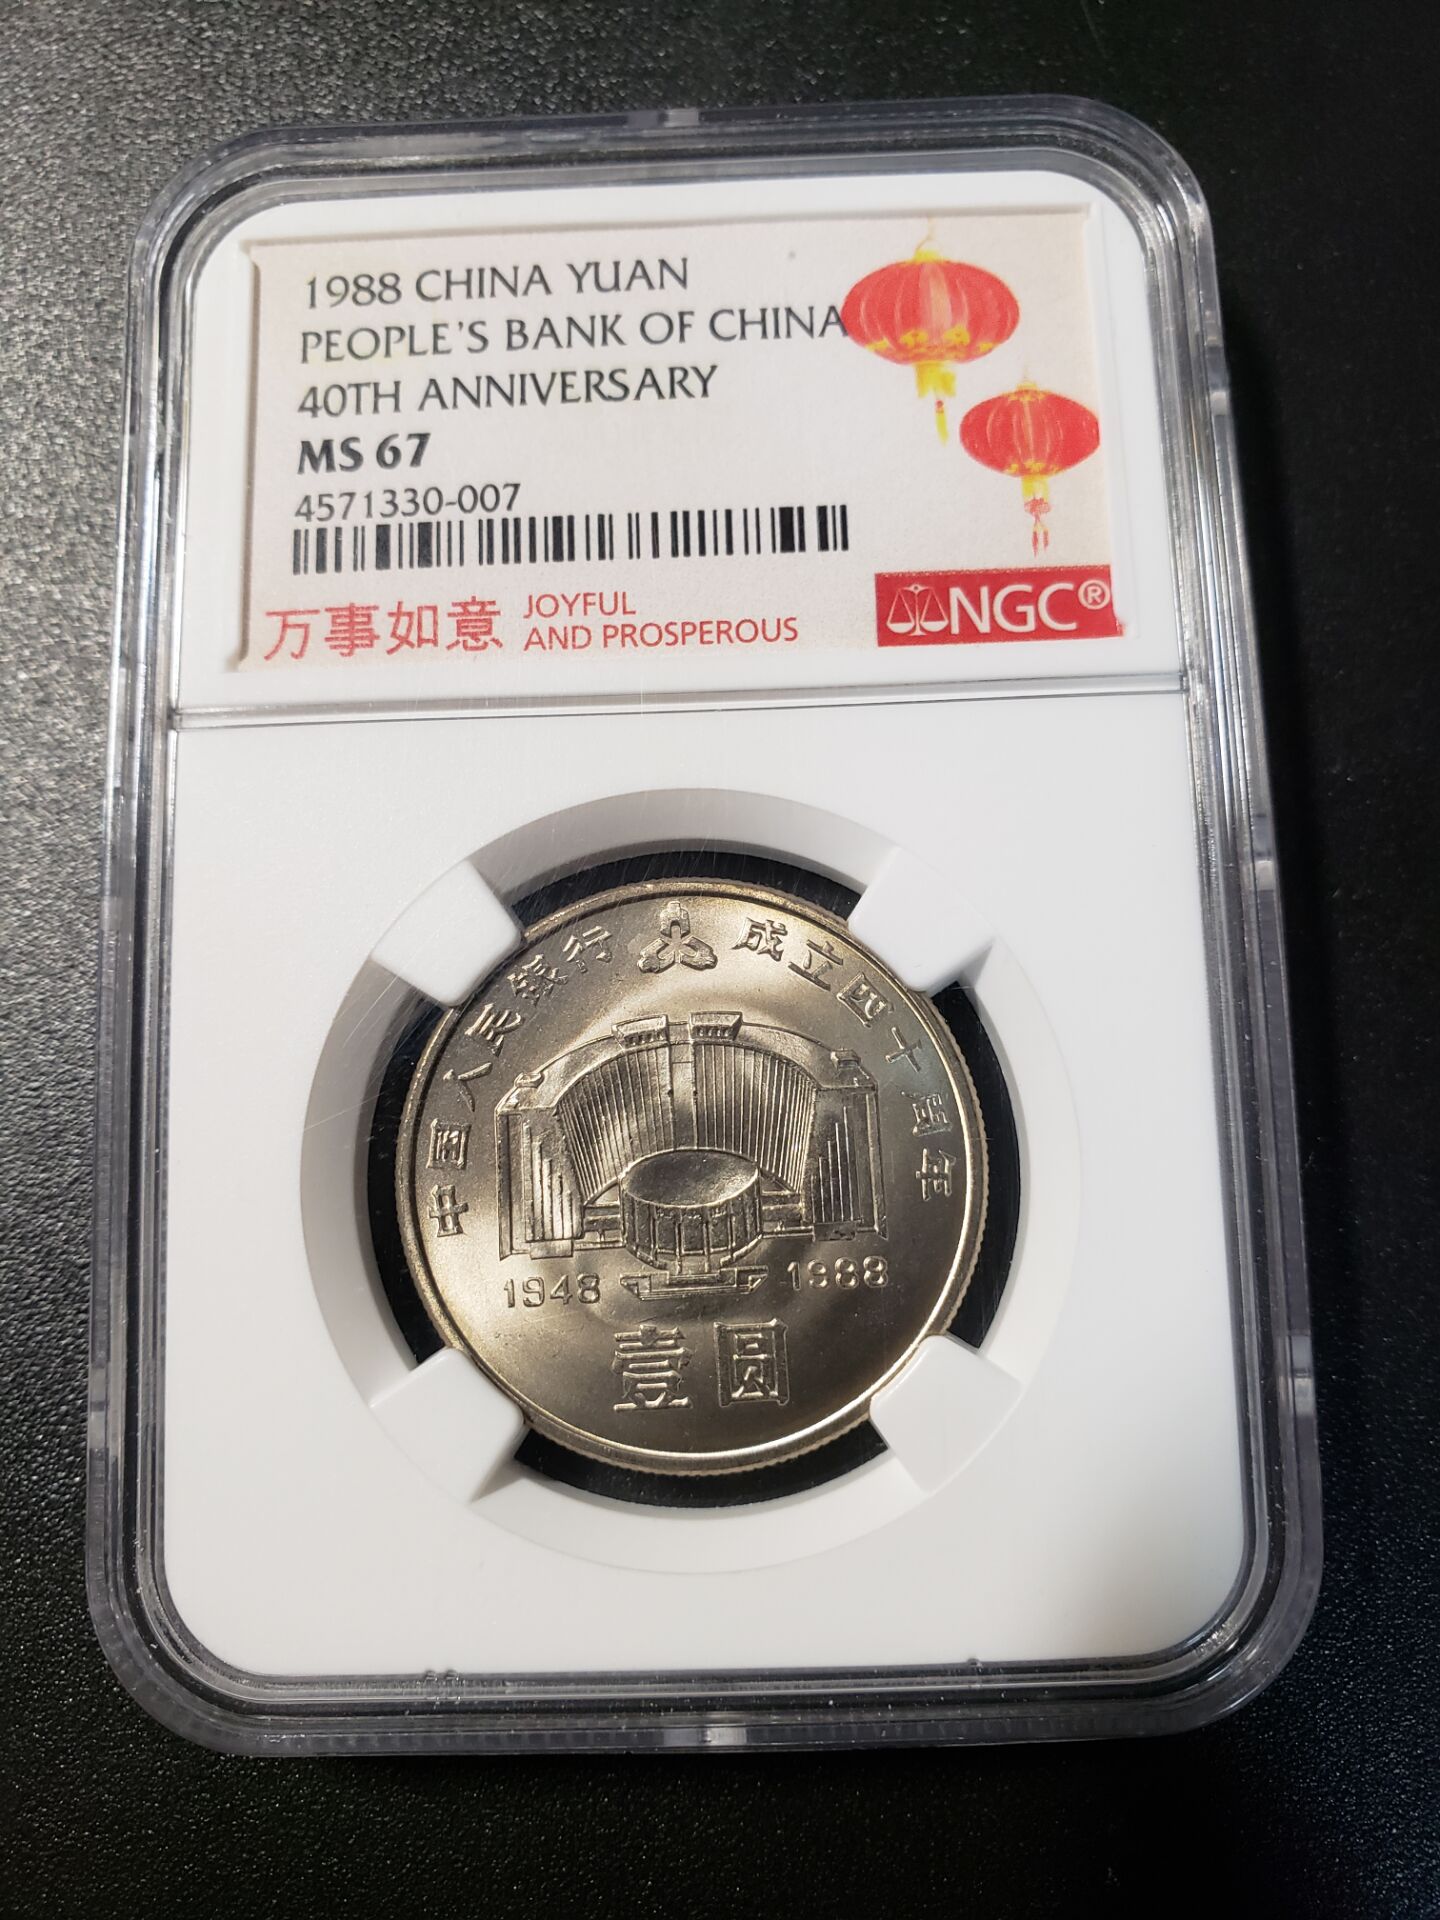 1988 CHINA YUAN
PEOPLE'S BANK OF CHINA
40TH ANNIVERSARY
MS 67
4571330-007
万事如意 JOYFUL
AND PROSPEROUS
NGC®
中国人民银行 成立四十周年
1948 1988
壹圆